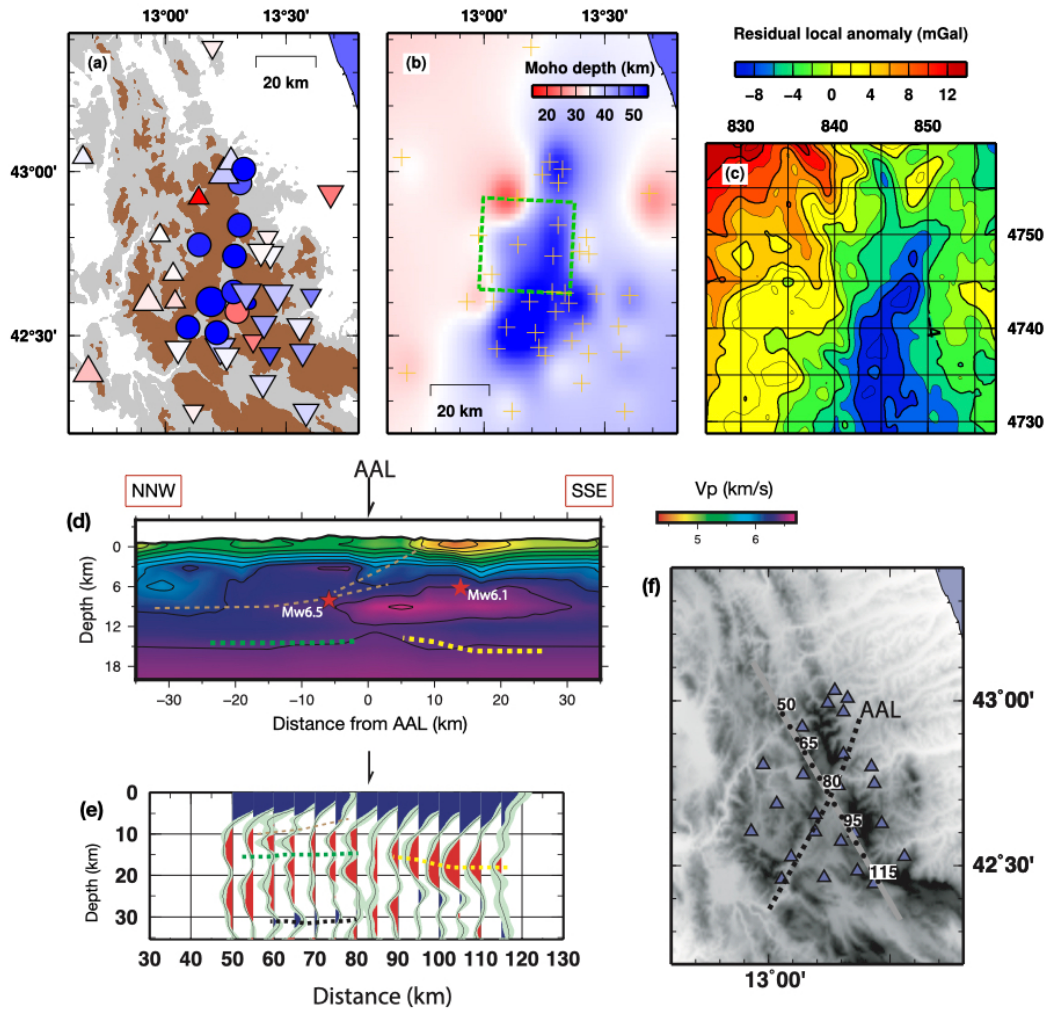 13°00' 13°30' 13°00' 13°30'
(a) 20 km
(b) Moho depth (km)
20 30 40 50
Residual local anomaly (mGal)
−8 −4 0 4 8 12
830 840 850
(c)
43°00'
42°30'
20 km
4750
4740
4730
4
AAL
NNW SSE
Vp (km/s)
5 6
(d)
Depth (km)
0
6
12
18
Mw6.5 Mw6.1
−30 −20 −10 0 10 20 30
Distance from AAL (km)
(e)
Depth (km)
0
10
20
30
30 40 50 60 70 80 90 100 110 120 130
Distance (km)
(f)
50
65
80
95
115
AAL
43°00'
42°30'
13°00'